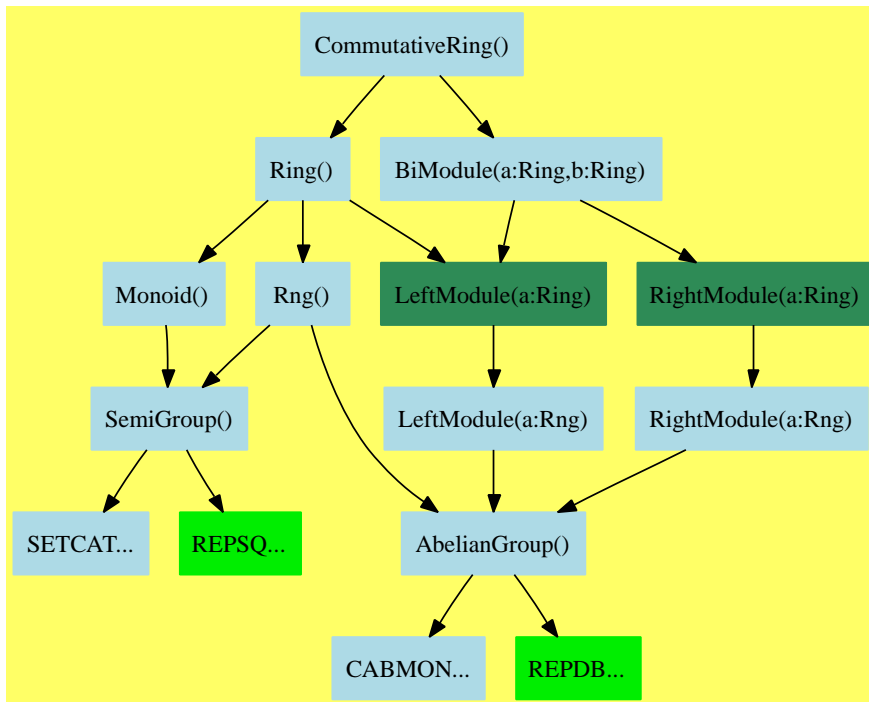 CommutativeRing()
Ring()
BiModule(a:Ring,b:Ring)
Monoid()
Rng()
LeftModule(a:Ring)
RightModule(a:Ring)
SemiGroup()
LeftModule(a:Rng)
RightModule(a:Rng)
SETCAT...
REPSQ...
AbelianGroup()
CABMON...
REPDB...